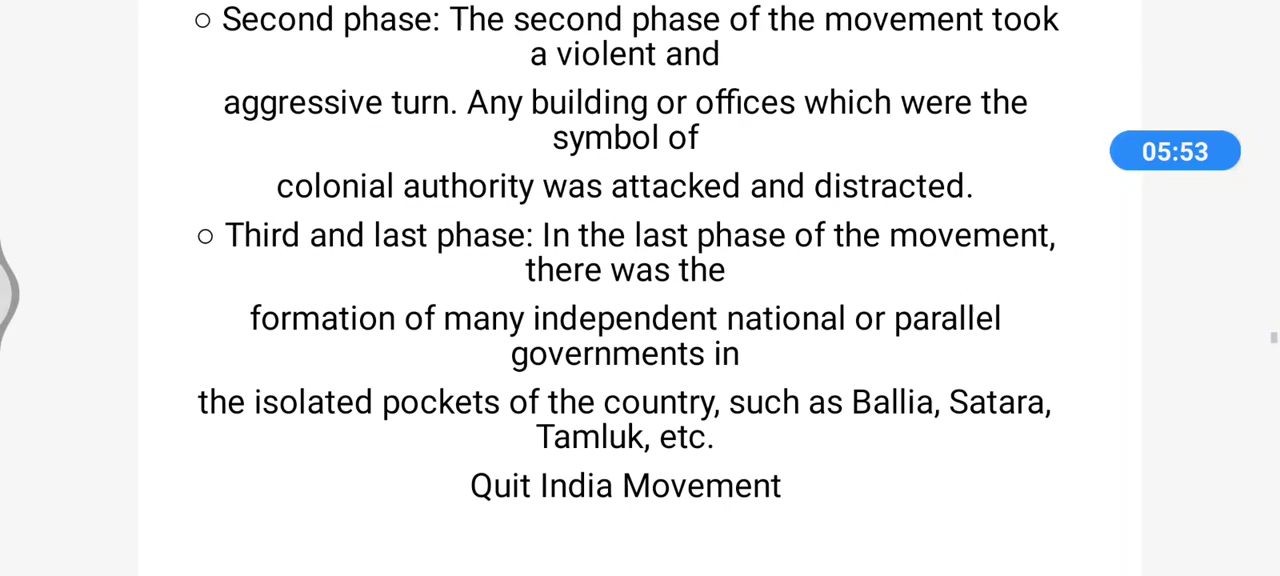 ○ Second phase: The second phase of the movement took
a violent and
aggressive turn. Any building or offices which were the
symbol of
colonial authority was attacked and distracted.
○ Third and last phase: In the last phase of the movement,
there was the
formation of many independent national or parallel
governments in
the isolated pockets of the country, such as Ballia, Satara,
Tamluk, etc.
Quit India Movement
05:53